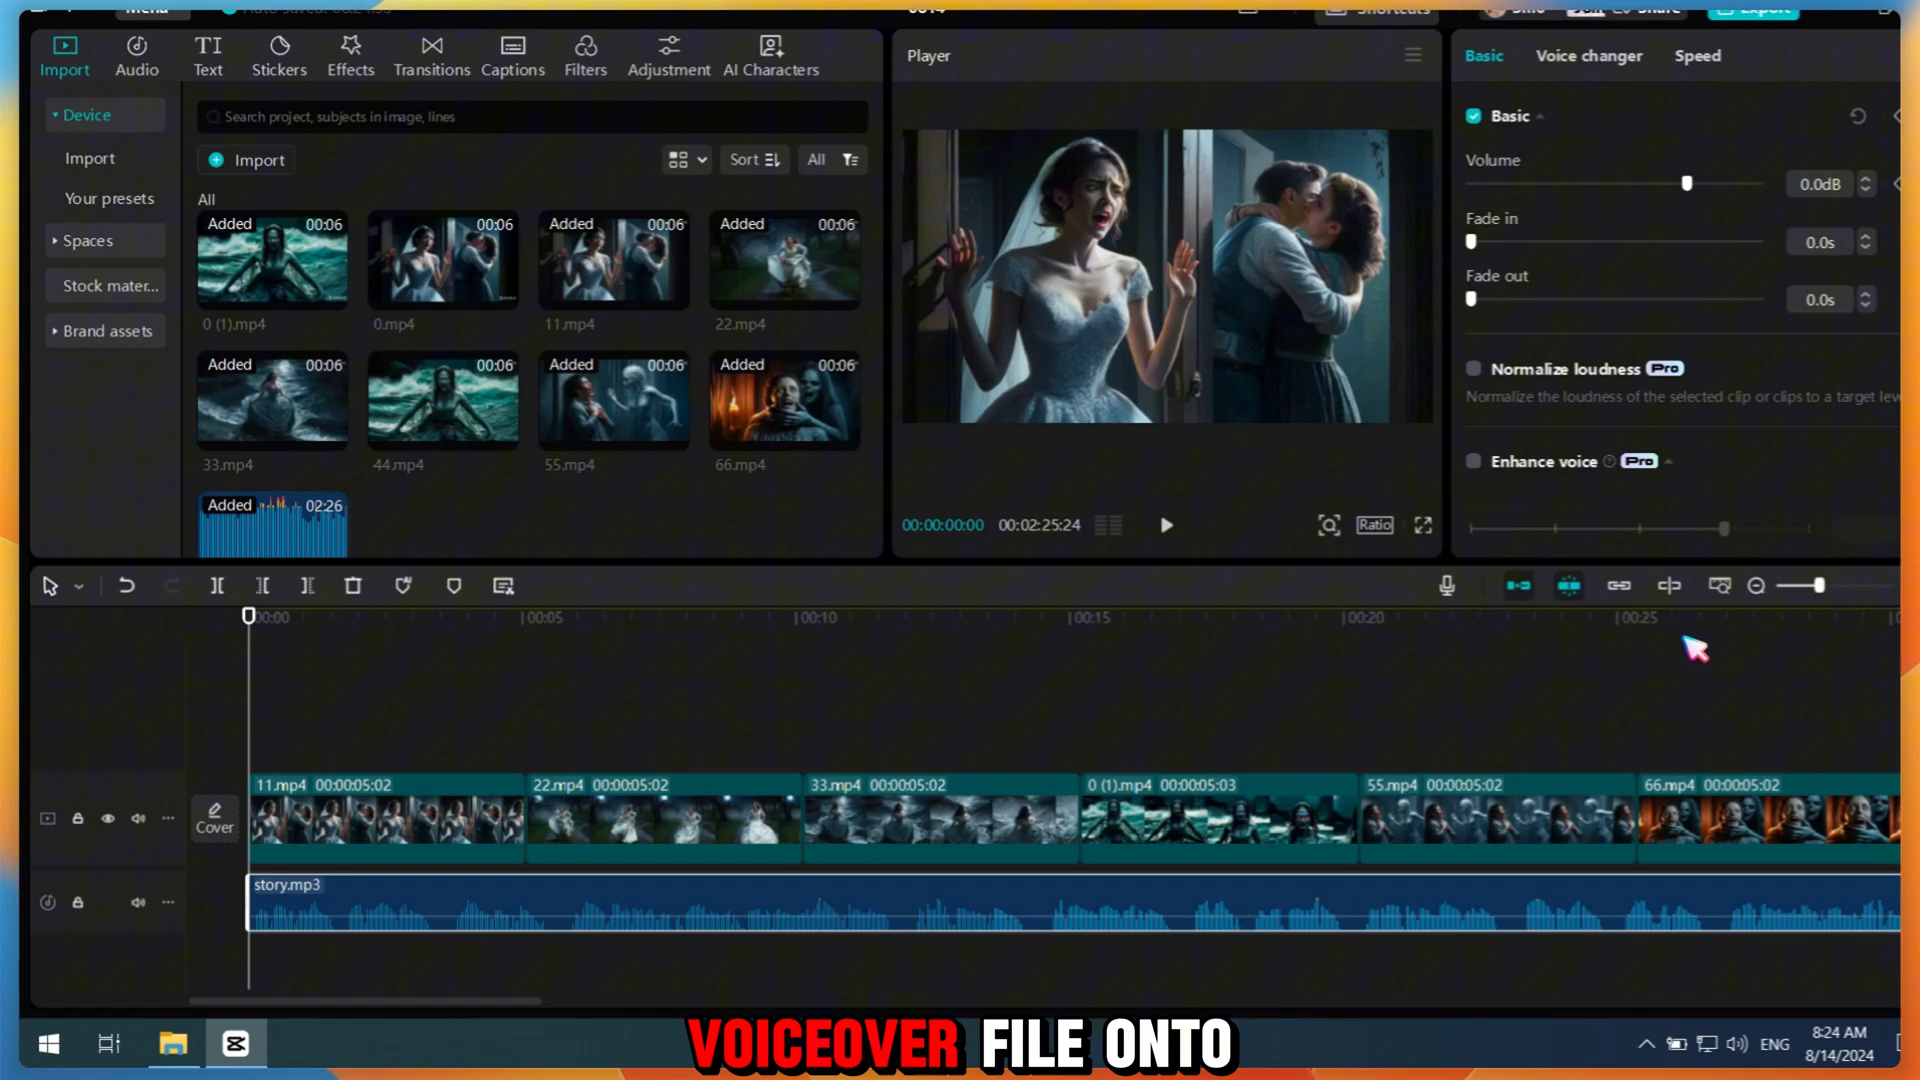 Menu
Shortcuts
Share
Export
Import
Audio
TI
Text
Stickers
Effects
Transitions
Captions
Filters
Adjustment
AI Characters
Player
Basic
Voice changer
Speed
Device
Import
Your presets
Spaces
Stock mater...
Brand assets
Search project, subjects in image, lines
Import
Sort
All
All
Added 00:06
Added 00:06
Added 00:06
Added 00:06
0 (1).mp4
0.mp4
11.mp4
22.mp4
Added 00:06
00:06
Added 00:06
Added 00:06
33.mp4
44.mp4
55.mp4
66.mp4
Added 02:26
00:00:00:00 00:02:25:24
Ratio
Basic
Volume
0.0dB
Fade in
0.0s
Fade out
0.0s
Normalize loudness Pro
Normalize the loudness of the selected clip or clips to a target lev
Enhance voice Pro
00:00
00:05
00:10
00:15
00:20
00:25
Cover
11.mp4 00:00:05:02
22.mp4 00:00:05:02
33.mp4 00:00:05:02
0 (1).mp4 00:00:05:03
55.mp4 00:00:05:02
66.mp4 00:00:05:02
story.mp3
VOICEOVER FILE ONTO
ENG
8:24 AM
8/14/2024